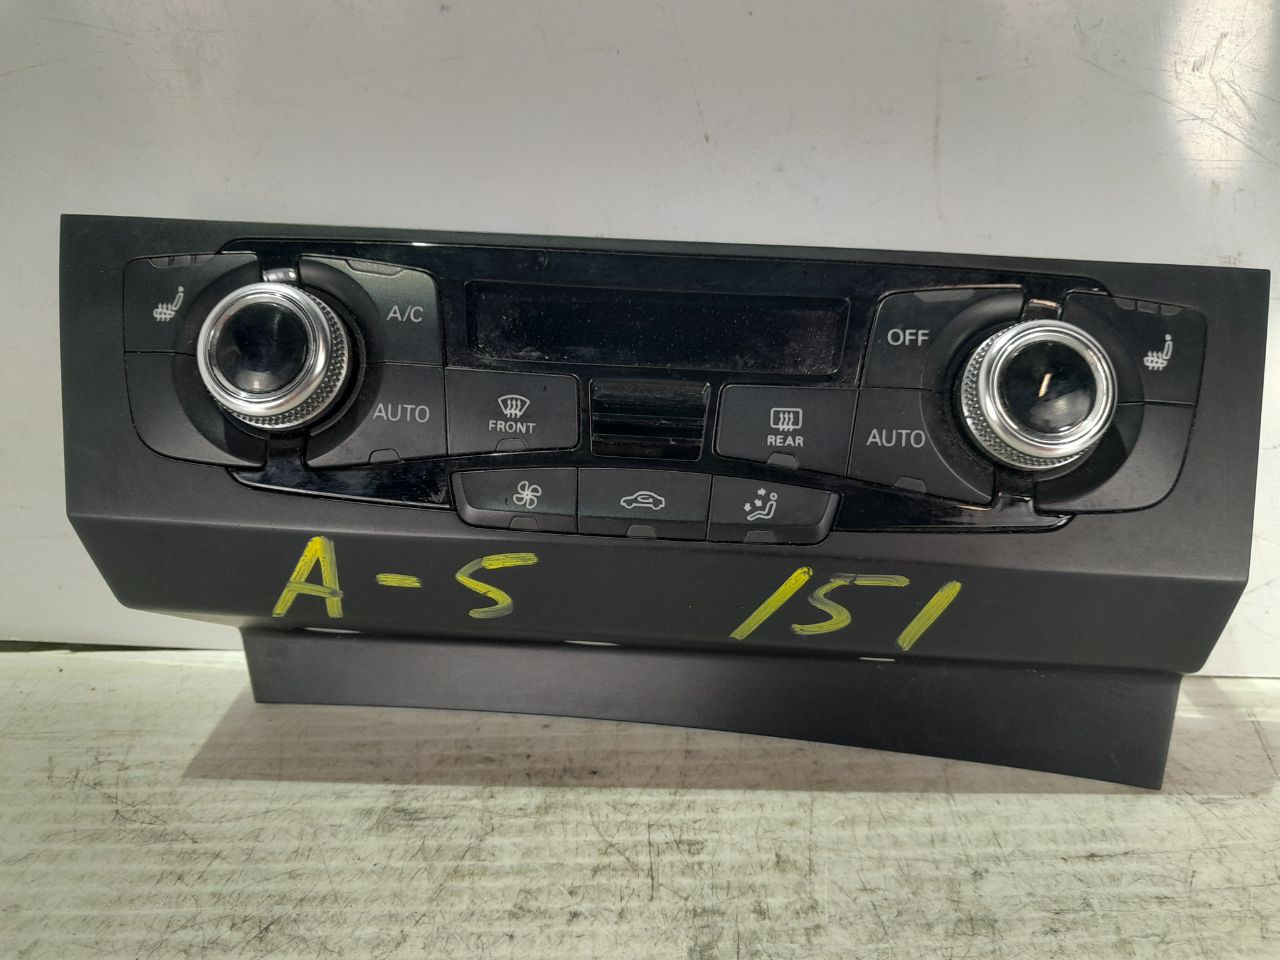 A/C
OFF
AUTO
FRONT
REAR
AUTO
A-5 151